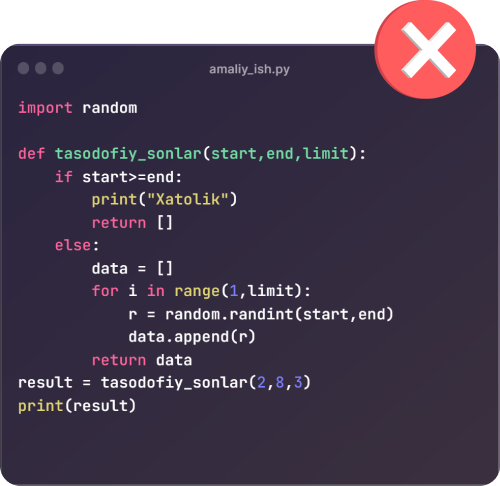 amaliy_ish.py
import random
def tasodofiy_sonlar(start,end,limit):
    if start>=end:
        print("Xatolik")
        return []
    else:
        data = []
        for i in range(1,limit):
            r = random.randint(start,end)
            data.append(r)
        return data
result = tasodofiy_sonlar(2,8,3)
print(result)